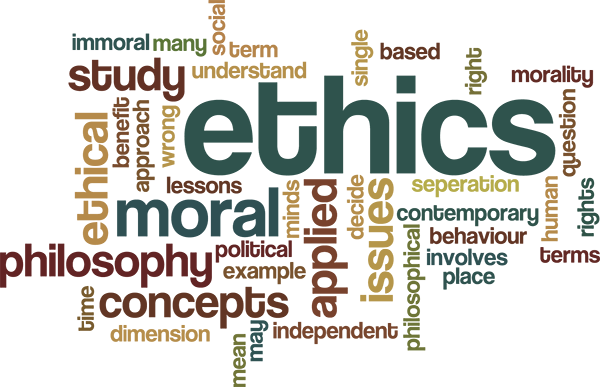 social
immoral many
term
single
based
right
study
understand
morality
ethics
question
ethical
benefit
approach
wrong
lessons
minds
applied
decide
issues
seperation
human
rights
moral
contemporary
philosophical
behaviour
philosophy
political
example
involves
terms
place
time
concepts
dimension
mean
may
independent